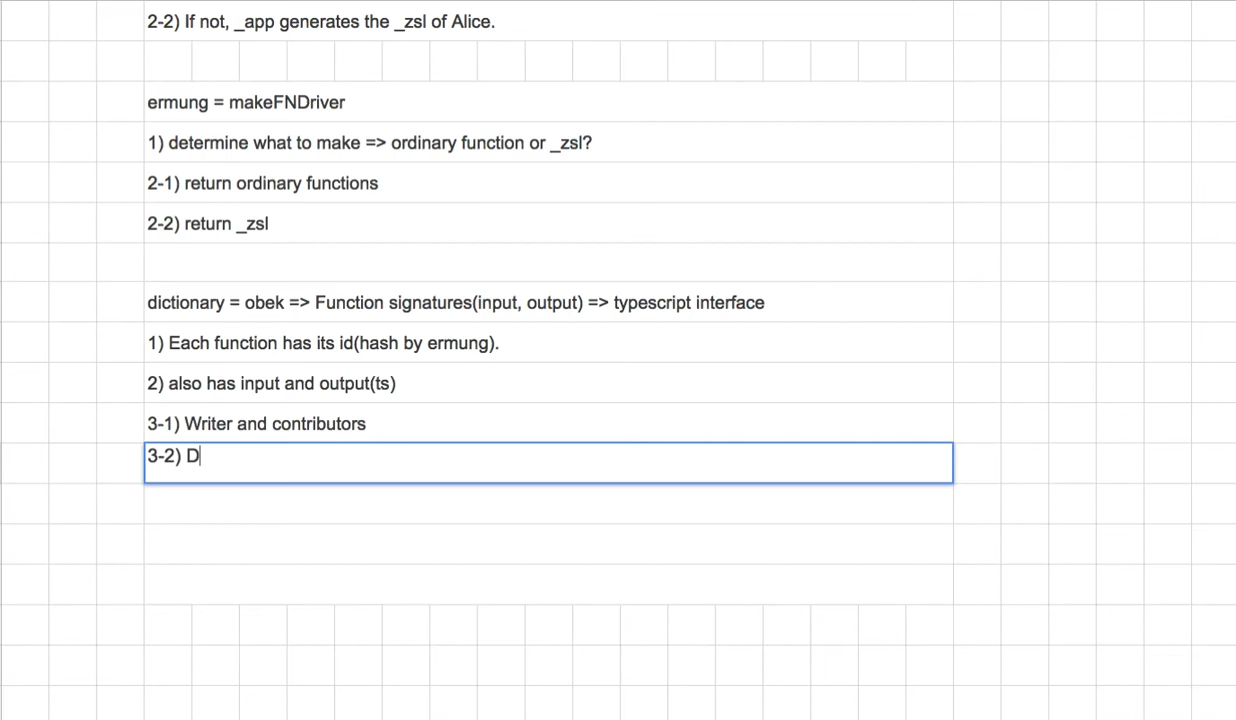 2-2) If not, _app generates the _zsl of Alice.
ermung = makeFNDriver
1) determine what to make => ordinary function or _zsl?
2-1) return ordinary functions
2-2) return _zsl
dictionary = obek => Function signatures(input, output) => typescript interface
1) Each function has its id(hash by ermung).
2) also has input and output(ts)
3-1) Writer and contributors
3-2) D